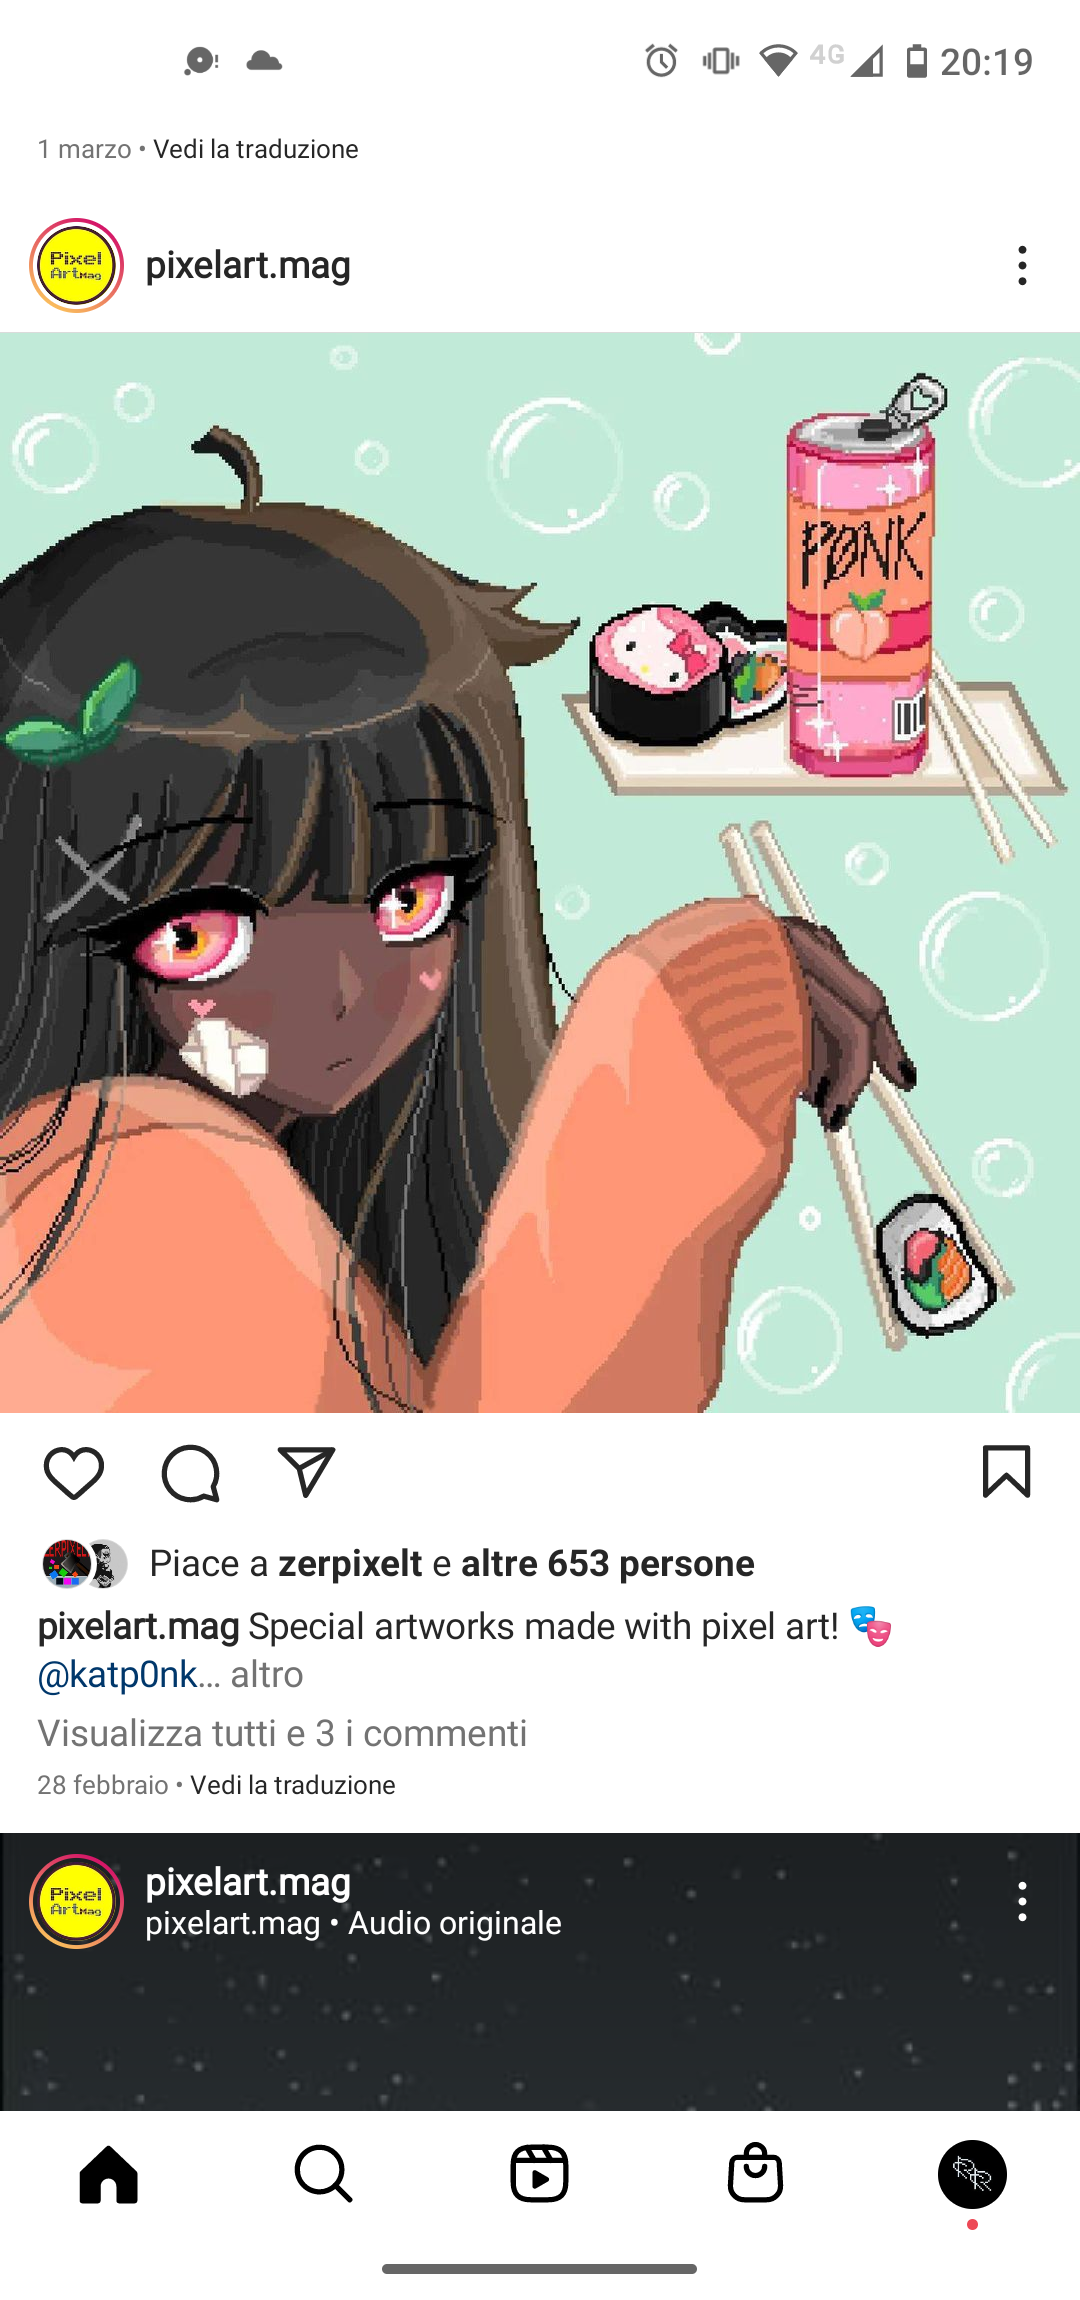 4G 20:19
1 marzo • Vedi la traduzione
Pixel
ArtMag
pixelart.mag
PØNK
Piace a zerpixelt e altre 653 persone
pixelart.mag Special artworks made with pixel art! 🎭
@katp0nk... altro
Visualizza tutti e 3 i commenti
28 febbraio • Vedi la traduzione
Pixel
ArtMag
pixelart.mag
pixelart.mag • Audio originale